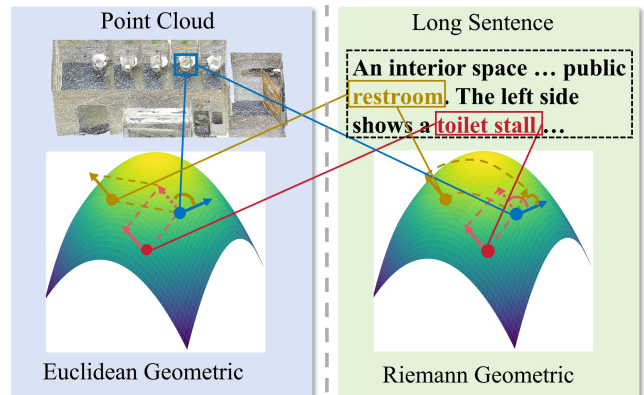 Point Cloud
Long Sentence
An interior space … public
restroom. The left side
shows a toilet stall, …
Euclidean Geometric
Riemann Geometric